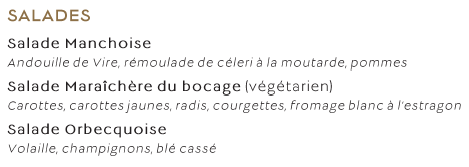 SALADES
Salade Manchoise
Andouille de Vire, rémoulade de céleri à la moutarde, pommes
Salade Maraîchère du bocage (végétarien)
Carottes, carottes jaunes, radis, courgettes, fromage blanc à l'estragon
Salade Orbecquoise
Volaille, champignons, blé cassé